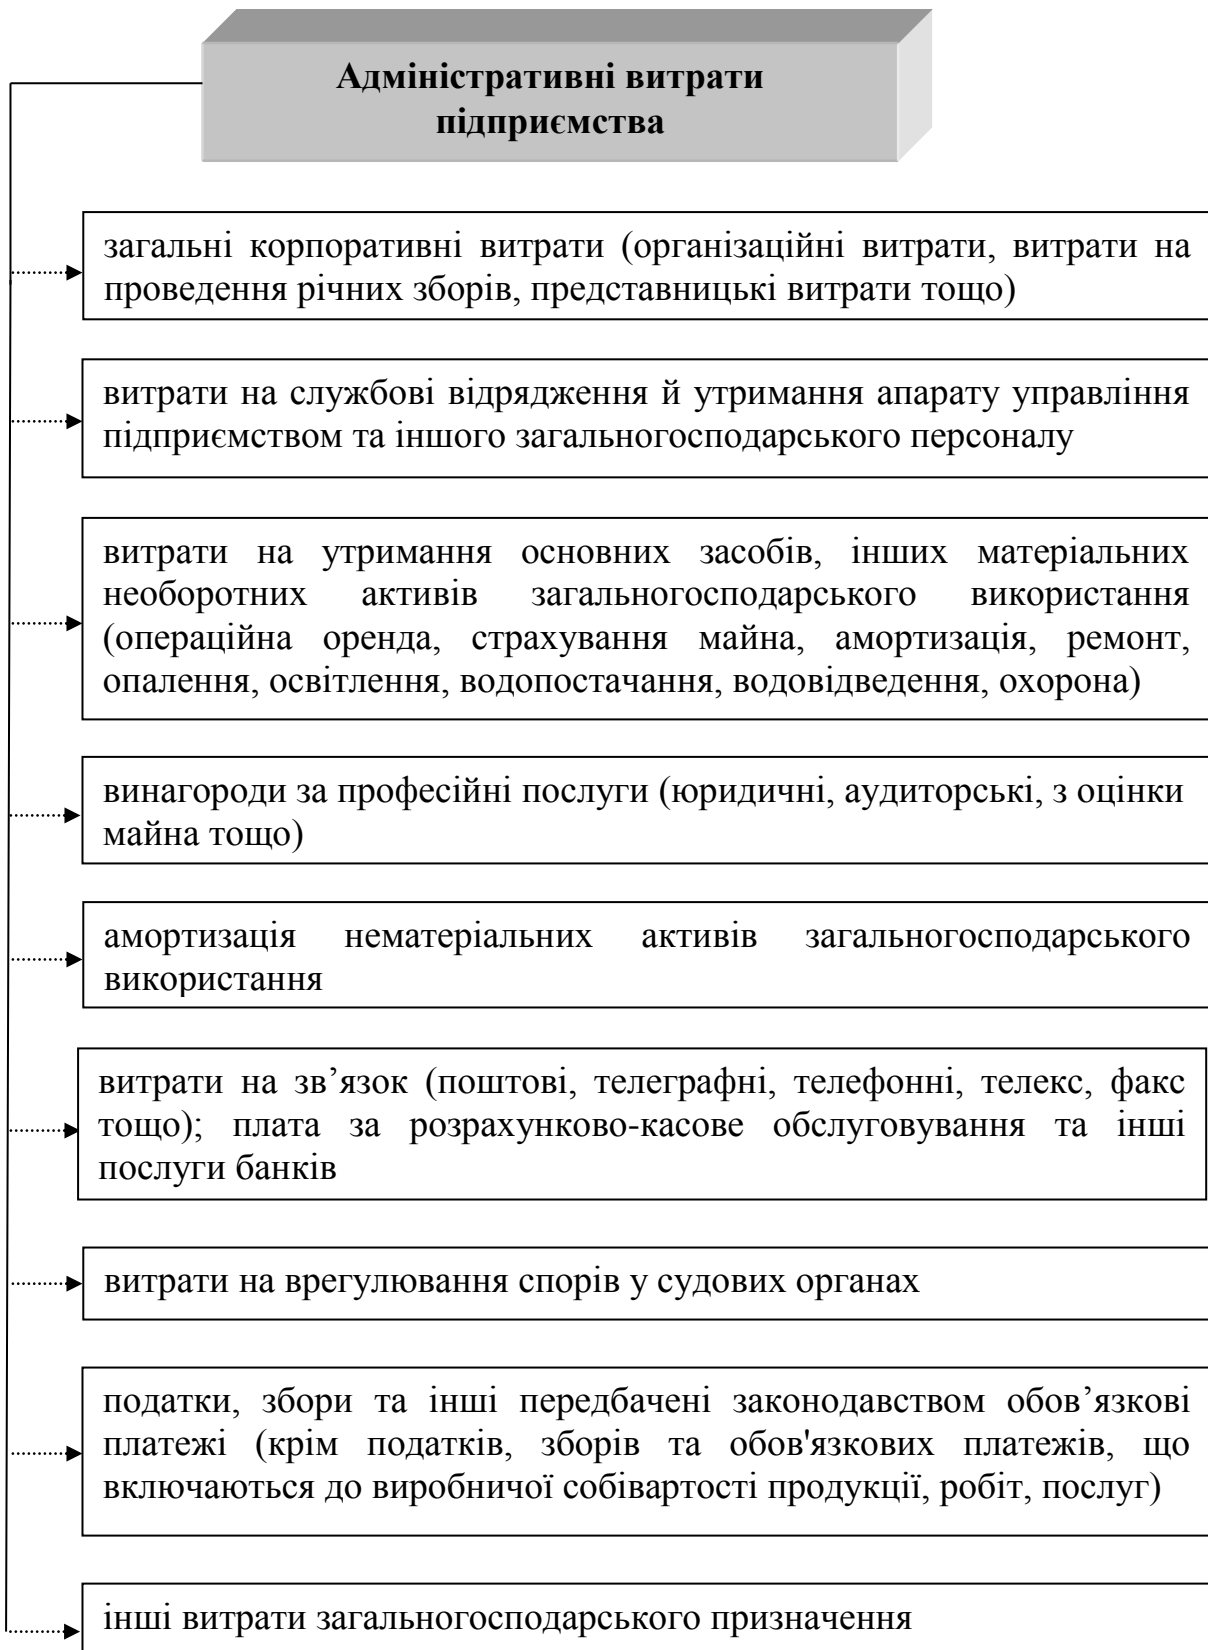 Адміністративні витрати
підприємства
загальні корпоративні витрати (організаційні витрати, витрати на
проведення річних зборів, представницькі витрати тощо)
витрати на службові відрядження й утримання апарату управління
підприємством та іншого загальногосподарського персоналу
витрати на утримання основних засобів, інших матеріальних
необоротних активів загальногосподарського використання
(операційна оренда, страхування майна, амортизація, ремонт,
опалення, освітлення, водопостачання, водовідведення, охорона)
винагороди за професійні послуги (юридичні, аудиторські, з оцінки
майна тощо)
амортизація нематеріальних активів загальногосподарського
використання
витрати на зв’язок (поштові, телеграфні, телефонні, телекс, факс
тощо); плата за розрахунково-касове обслуговування та інші
послуги банків
витрати на врегулювання спорів у судових органах
податки, збори та інші передбачені законодавством обов’язкові
платежі (крім податків, зборів та обов'язкових платежів, що
включаються до виробничої собівартості продукції, робіт, послуг)
інші витрати загальногосподарського призначення